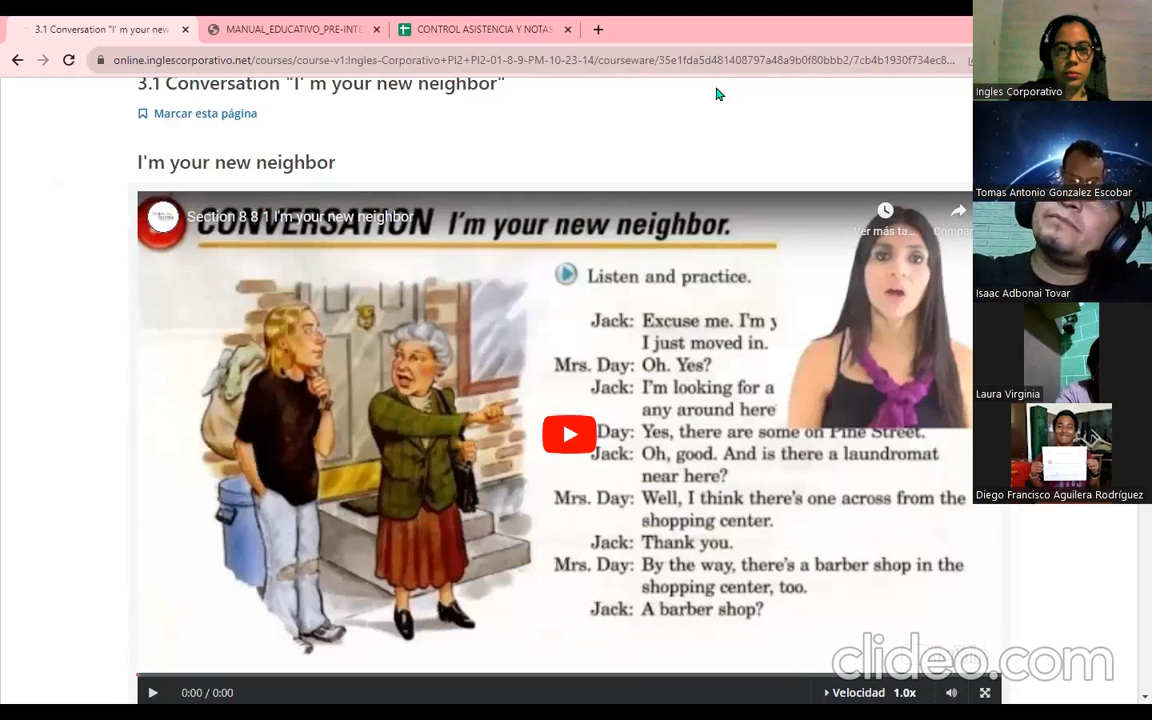 3.1 Conversation "I' m your new
MANUAL_EDUCATIVO_PRE-INTE
CONTROL ASISTENCIA Y NOTAS
online.inglescorporativo.net/courses/course-v1:Ingles-Corporativo+PI2+PI2-01-8-9-PM-10-23-14/courseware/35e1fda5d481408797a48a9b0f80bbb2/7cb4b1930f734ec8...
3.1 Conversation "I' m your new neighbor"
Marcar esta página
I'm your new neighbor
Section 8 8 1 I'm your new neighbor
CONVERSATION I'm your new neighbor.
Ver más ta...
Compar
Listen and practice.
Jack: Excuse me. I'm y
I just moved in.
Mrs. Day: Oh. Yes?
Jack: I'm looking for a
any around here
Day: Yes, there are some on Pine Street.
Jack: Oh, good. And is there a laundromat
near here?
Mrs. Day: Well, I think there's one across from the
shopping center.
Jack: Thank you.
Mrs. Day: By the way, there's a barber shop in the
shopping center, too.
Jack: A barber shop?
0:00 / 0:00
Velocidad 1.0x
clideo.com
Ingles Corporativo
Tomas Antonio Gonzalez Escobar
Isaac Adbonai Tovar
Laura Virginia
Diego Francisco Aguilera Rodríguez